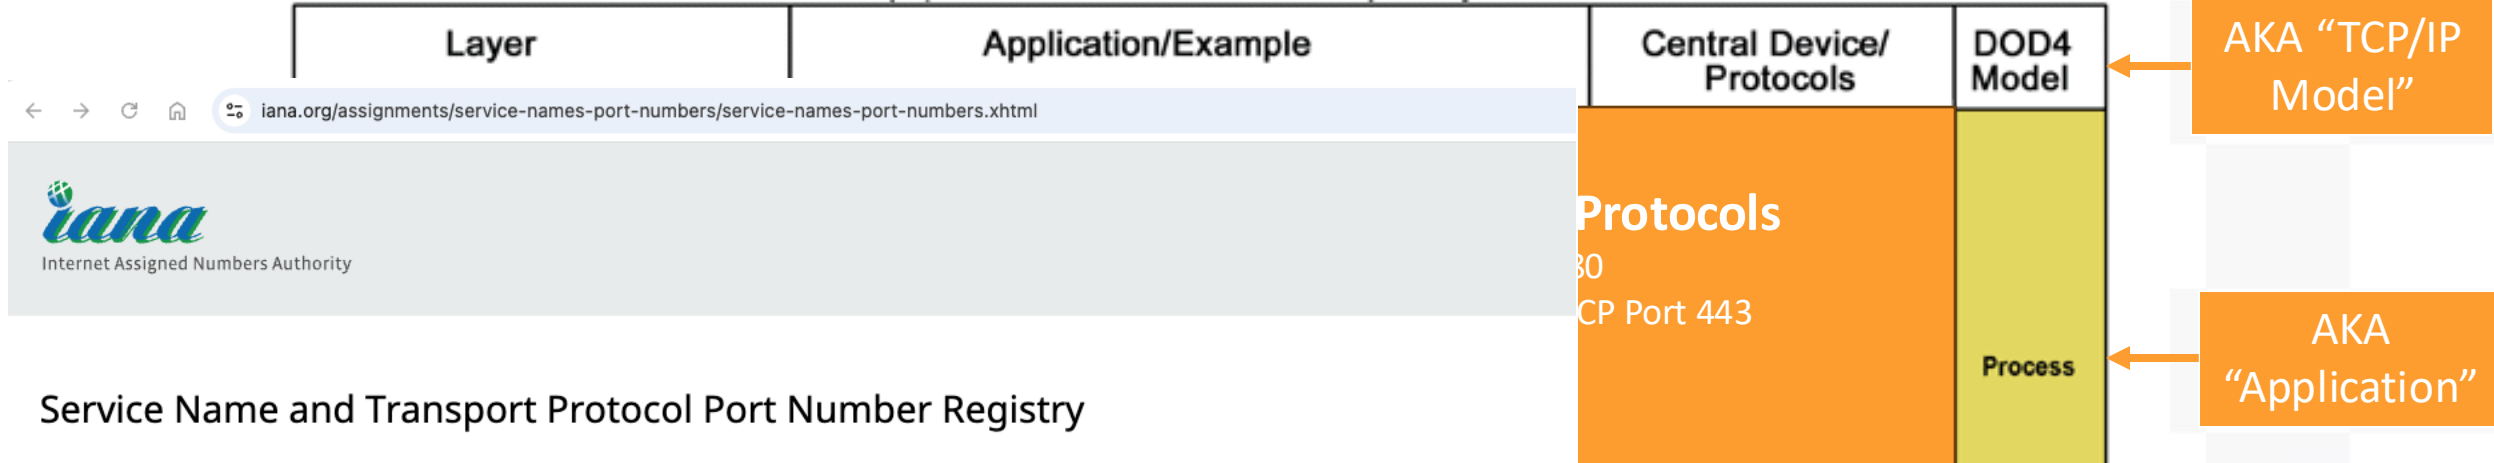 Layer
Application/Example
Central Device/
Protocols
DOD4
Model
AKA “TCP/IP
Model”
iana.org/assignments/service-names-port-numbers/service-names-port-numbers.xhtml
iana
Internet Assigned Numbers Authority
Protocols
80
CP Port 443
Process
AKA
“Application”
Service Name and Transport Protocol Port Number Registry